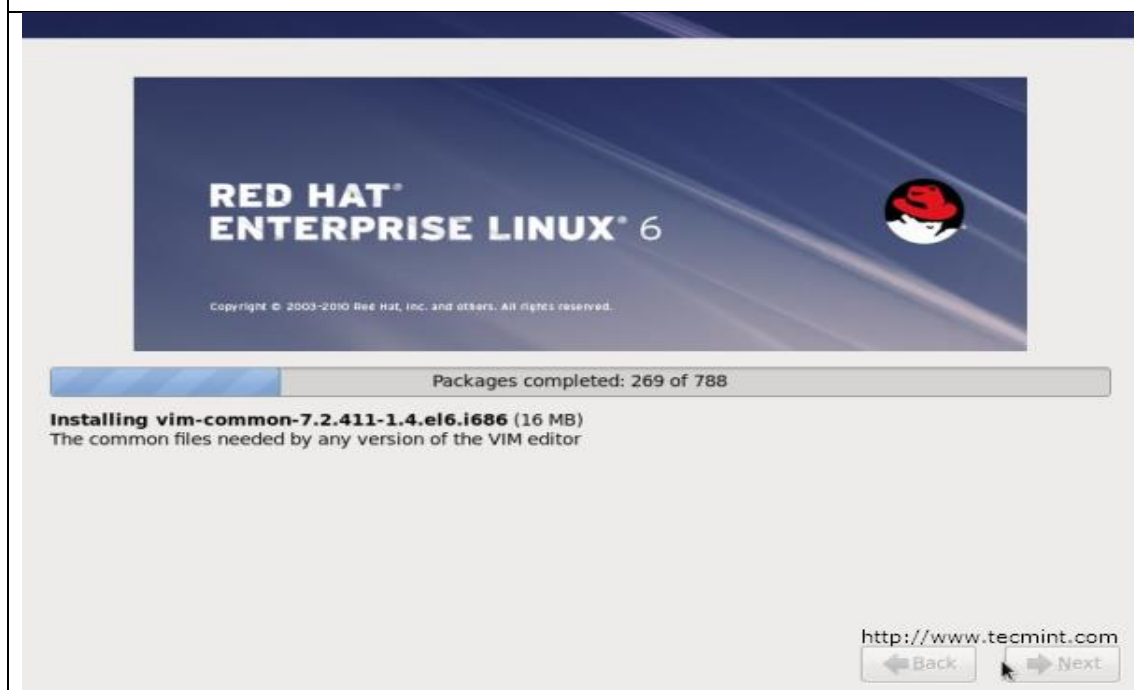 RED HAT®
ENTERPRISE LINUX® 6
Copyright © 2003-2010 Red Hat, Inc. and others. All rights reserved.
Packages completed: 269 of 788
Installing vim-common-7.2.411-1.4.el6.i686 (16 MB)
The common files needed by any version of the VIM editor
http://www.tecmint.com
Back
Next